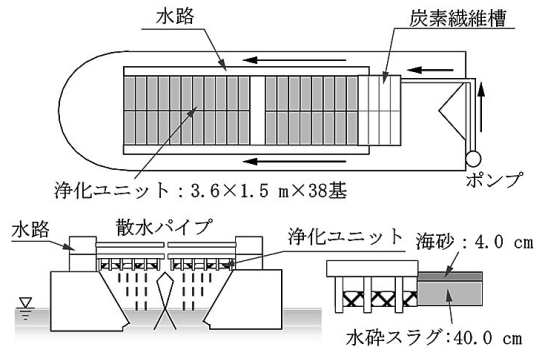 水路
炭素繊維槽
浄化ユニット：3.6×1.5 m×38基
ポンプ
水路
散水パイプ
浄化ユニット
海砂：4.0 cm
水砕スラグ:40.0 cm